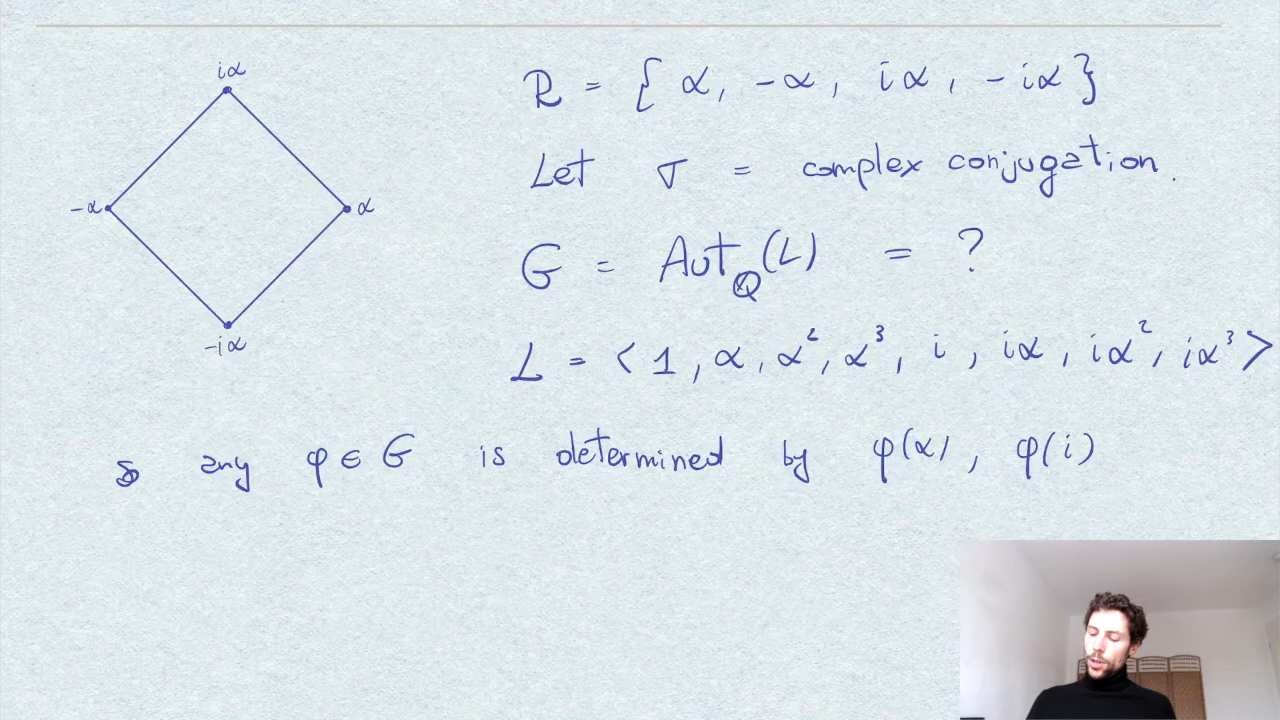 iα
-α
α
-iα
R = { α, -α, iα, -iα }
Let σ = complex conjugation.
G = Aut_Q(L) = ?
L = < 1, α, α², α³, i, iα, iα², iα³ >
So any φ ∈ G is determined by φ(α), φ(i)